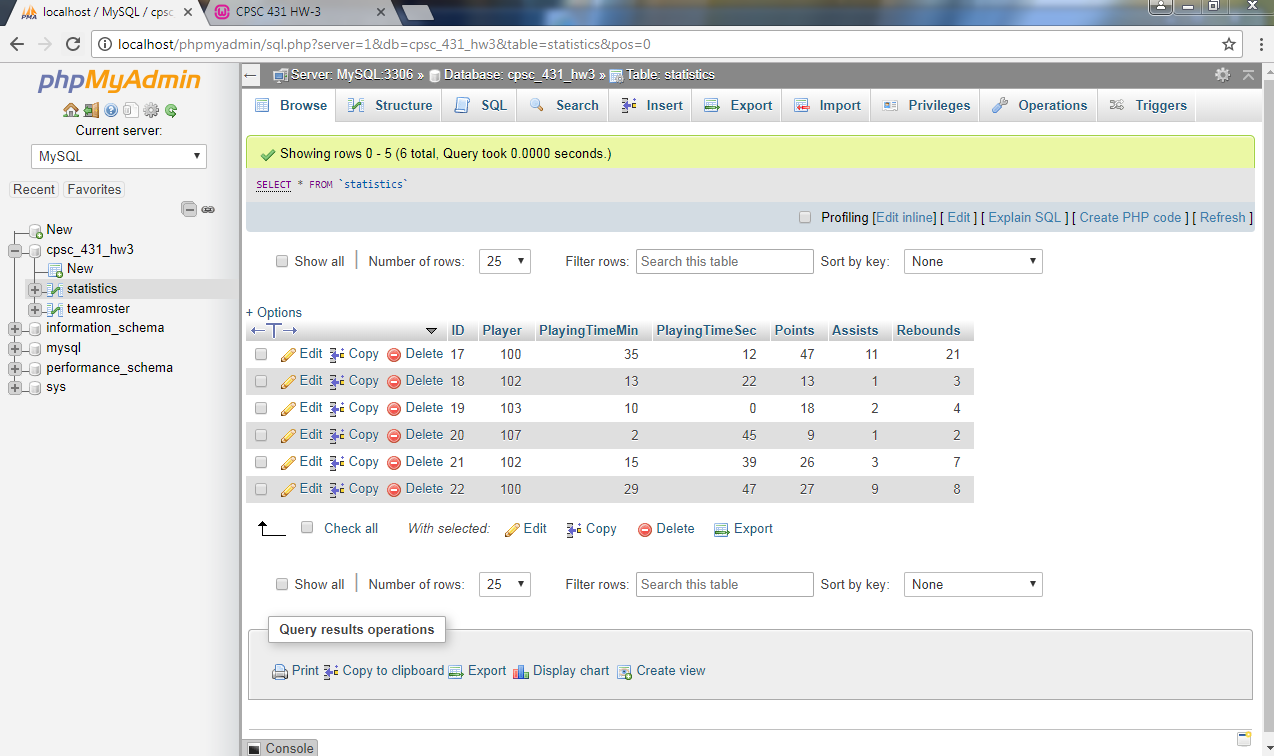 localhost / MySQL / cpsc
CPSC 431 HW-3
localhost/phpmyadmin/sql.php?server=1&db=cpsc_431_hw3&table=statistics&pos=0
phpMyAdmin
Current server:
MySQL
Recent Favorites
New
cpsc_431_hw3
New
statistics
teamroster
information_schema
mysql
performance_schema
sys
Server: MySQL:3306 » Database: cpsc_431_hw3 » Table: statistics
Browse Structure SQL Search Insert Export Import Privileges Operations Triggers
Showing rows 0 - 5 (6 total, Query took 0.0000 seconds.)
SELECT * FROM `statistics`
Profiling [Edit inline] [ Edit ] [ Explain SQL ] [ Create PHP code ] [ Refresh ]
Show all | Number of rows: 25 Filter rows: Search this table Sort by key: None
+ Options
←T→ ID Player PlayingTimeMin PlayingTimeSec Points Assists Rebounds
Edit Copy Delete 17 100 35 12 47 11 21
Edit Copy Delete 18 102 13 22 13 1 3
Edit Copy Delete 19 103 10 0 18 2 4
Edit Copy Delete 20 107 2 45 9 1 2
Edit Copy Delete 21 102 15 39 26 3 7
Edit Copy Delete 22 100 29 47 27 9 8
Check all With selected: Edit Copy Delete Export
Show all | Number of rows: 25 Filter rows: Search this table Sort by key: None
Query results operations
Print Copy to clipboard Export Display chart Create view
Console